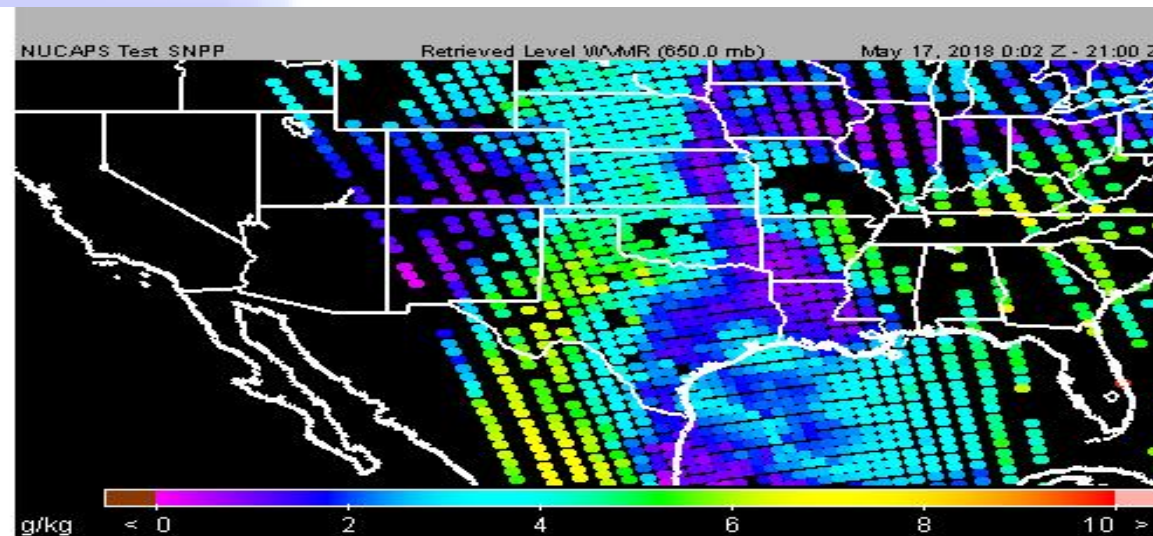 NUCAPS Test SNPP Retrieved Level WVMR (650.0 mb) May 17, 2018 0:02 Z - 21:00 Z
g/kg < 0 2 4 6 8 10 >